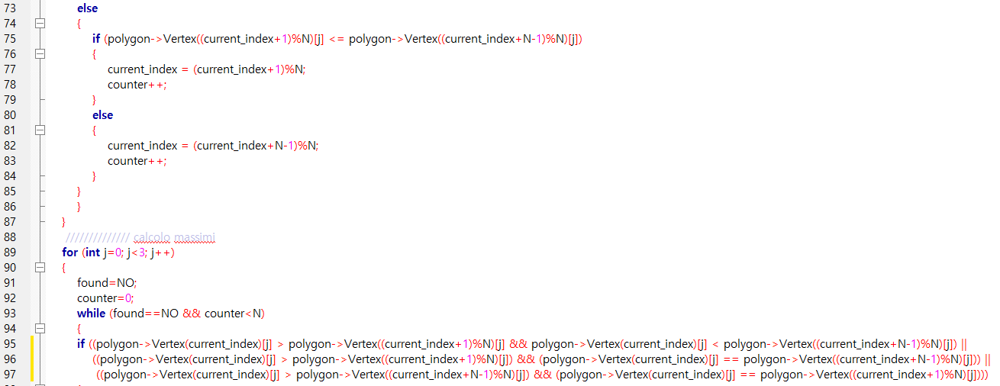 73 else
74 {
75 if (polygon->Vertex((current_index+1)%N)[j] <= polygon->Vertex((current_index+N-1)%N)[j])
76 {
77 current_index = (current_index+1)%N;
78 counter++;
79 }
80 else
81 {
82 current_index = (current_index+N-1)%N;
83 counter++;
84 }
85 }
86 }
87 }
88 ////////////// calcolo massimi
89 for (int j=0; j<3; j++)
90 {
91 found=NO;
92 counter=0;
93 while (found==NO && counter<N)
94 {
95 if ((polygon->Vertex(current_index)[j] > polygon->Vertex((current_index+1)%N)[j] && polygon->Vertex(current_index)[j] < polygon->Vertex((current_index+N-1)%N)[j]) ||
96 ((polygon->Vertex(current_index)[j] > polygon->Vertex((current_index+1)%N)[j]) && (polygon->Vertex(current_index)[j] == polygon->Vertex((current_index+N-1)%N)[j])) ||
97 ((polygon->Vertex(current_index)[j] > polygon->Vertex((current_index+N-1)%N)[j]) && (polygon->Vertex(current_index)[j] == polygon->Vertex((current_index+1)%N)[j])))